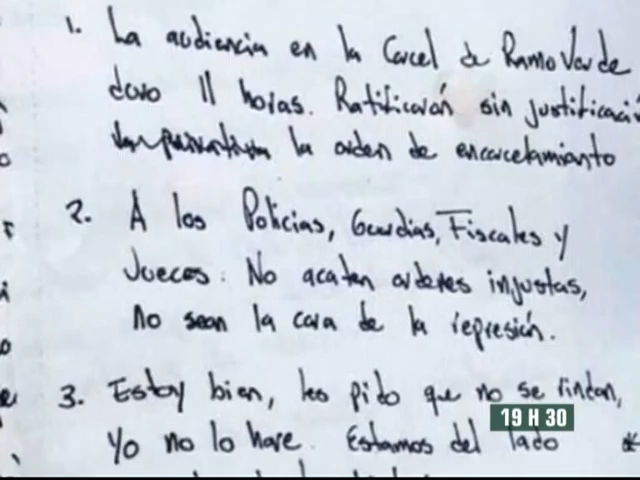 1. La audiencia en la Carcel de Ramo Verde
duro 11 horas. Ratificarón sin justificació
la orden de encarcelamiento
2. A los Policias, Guardias, Fiscales y
Jueces: No acaten ordenes injustas,
no sean la cara de la represión.
3. Estoy bien, les pido que no se rindan,
19 H 30
yo no lo hare. Estamos del lado